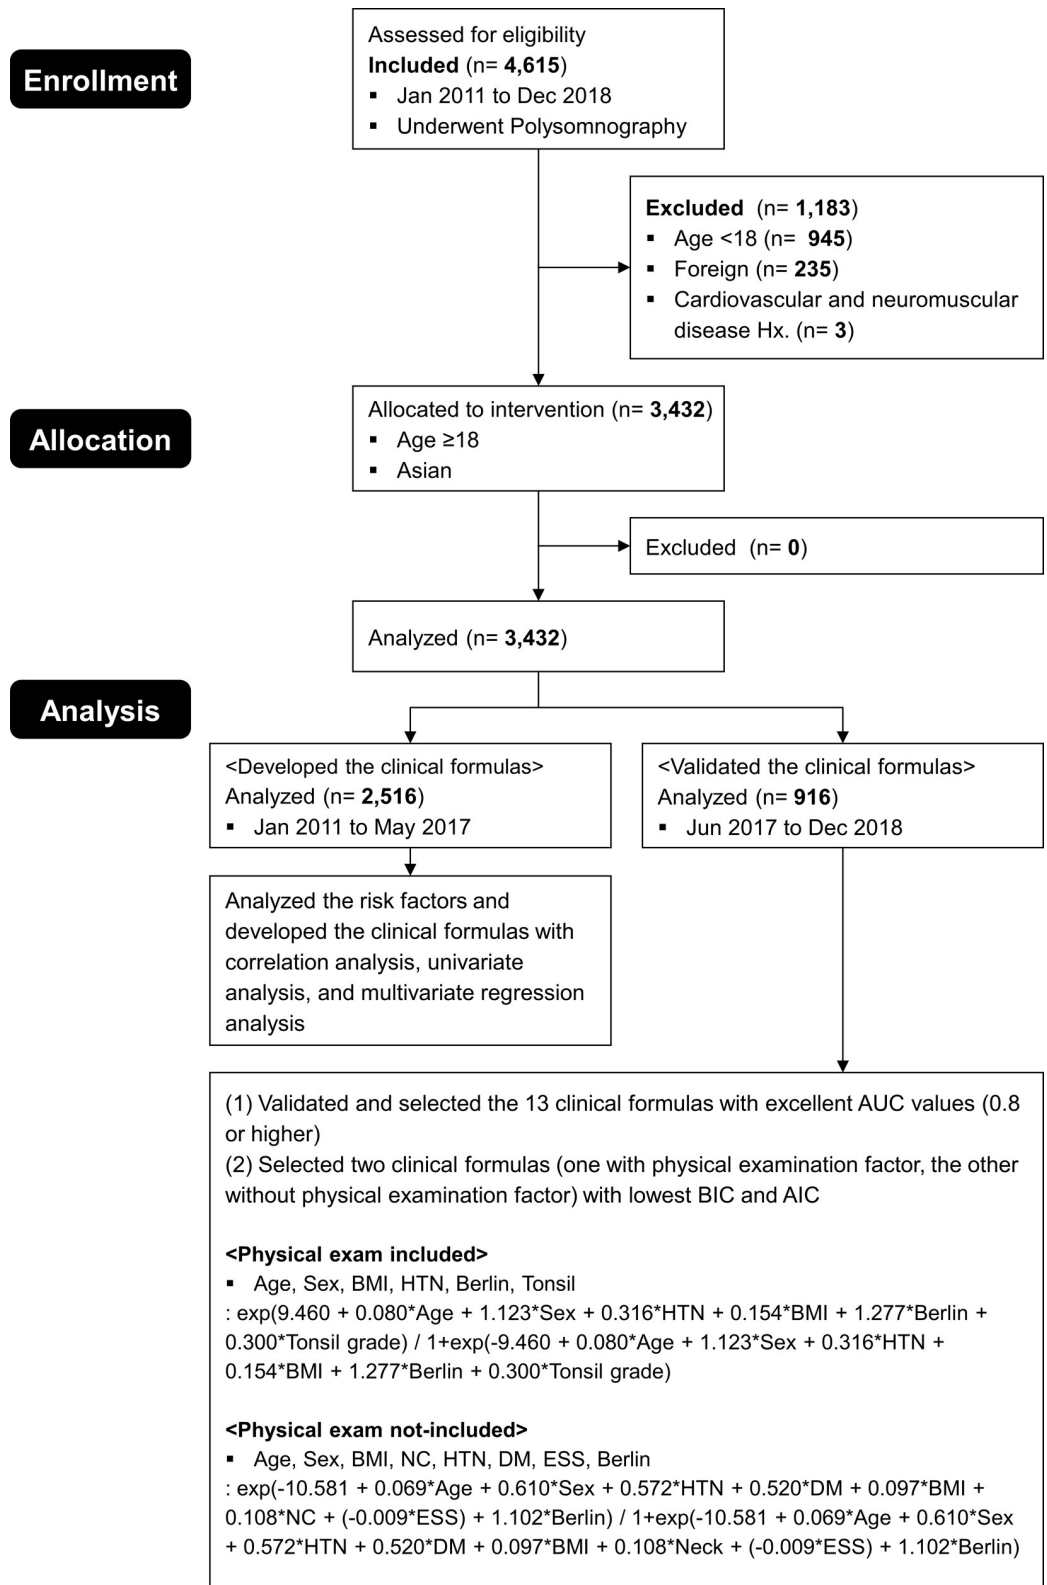 Enrollment
Assessed for eligibility
Included (n= 4,615)
▪ Jan 2011 to Dec 2018
▪ Underwent Polysomnography
Excluded (n= 1,183)
▪ Age <18 (n= 945)
▪ Foreign (n= 235)
▪ Cardiovascular and neuromuscular
disease Hx. (n= 3)
Allocation
Allocated to intervention (n= 3,432)
▪ Age ≥18
▪ Asian
Excluded (n= 0)
Analyzed (n= 3,432)
Analysis
<Developed the clinical formulas>
Analyzed (n= 2,516)
▪ Jan 2011 to May 2017
<Validated the clinical formulas>
Analyzed (n= 916)
▪ Jun 2017 to Dec 2018
Analyzed the risk factors and
developed the clinical formulas with
correlation analysis, univariate
analysis, and multivariate regression
analysis
(1) Validated and selected the 13 clinical formulas with excellent AUC values (0.8
or higher)
(2) Selected two clinical formulas (one with physical examination factor, the other
without physical examination factor) with lowest BIC and AIC
<Physical exam included>
▪ Age, Sex, BMI, HTN, Berlin, Tonsil
: exp(9.460 + 0.080*Age + 1.123*Sex + 0.316*HTN + 0.154*BMI + 1.277*Berlin +
0.300*Tonsil grade) / 1+exp(-9.460 + 0.080*Age + 1.123*Sex + 0.316*HTN +
0.154*BMI + 1.277*Berlin + 0.300*Tonsil grade)
<Physical exam not-included>
▪ Age, Sex, BMI, NC, HTN, DM, ESS, Berlin
: exp(-10.581 + 0.069*Age + 0.610*Sex + 0.572*HTN + 0.520*DM + 0.097*BMI +
0.108*NC + (-0.009*ESS) + 1.102*Berlin) / 1+exp(-10.581 + 0.069*Age + 0.610*Sex
+ 0.572*HTN + 0.520*DM + 0.097*BMI + 0.108*Neck + (-0.009*ESS) + 1.102*Berlin)